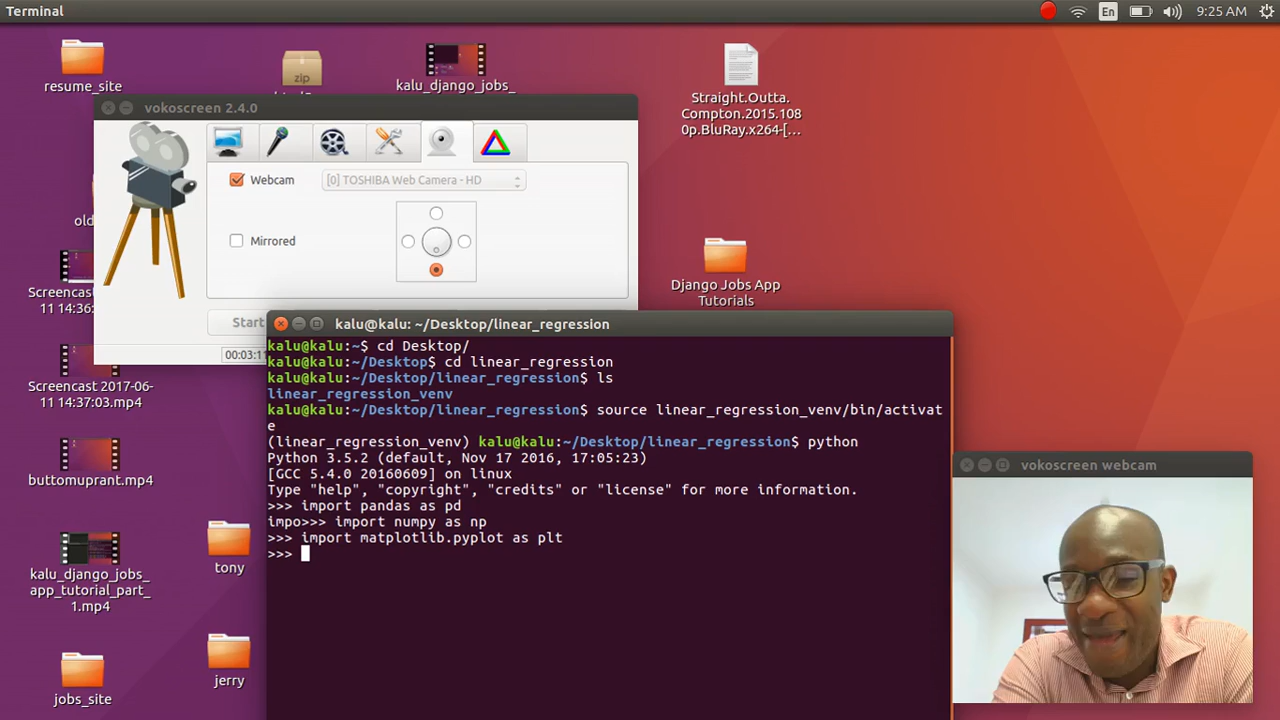 Terminal
En
9:25 AM
resume_site
zip
kalu_django_jobs_
Straight.Outta.
Compton.2015.108
0p.BluRay.x264-[...
vokoscreen 2.4.0
Webcam
[0] TOSHIBA Web Camera - HD
Mirrored
old
Django Jobs App
Tutorials
Screencast
11 14:36:
Start
00:03:11
kalu@kalu: ~/Desktop/linear_regression
kalu@kalu:~$ cd Desktop/
kalu@kalu:~/Desktop$ cd linear_regression
kalu@kalu:~/Desktop/linear_regression$ ls
linear_regression_venv
kalu@kalu:~/Desktop/linear_regression$ source linear_regression_venv/bin/activat
e
(linear_regression_venv) kalu@kalu:~/Desktop/linear_regression$ python
Python 3.5.2 (default, Nov 17 2016, 17:05:23)
[GCC 5.4.0 20160609] on linux
Type "help", "copyright", "credits" or "license" for more information.
>>> import pandas as pd
impo>>> import numpy as np
>>> import matplotlib.pyplot as plt
>>>
Screencast 2017-06-
11 14:37:03.mp4
buttomuprant.mp4
vokoscreen webcam
kalu_django_jobs_
app_tutorial_part_
1.mp4
tony
jobs_site
jerry